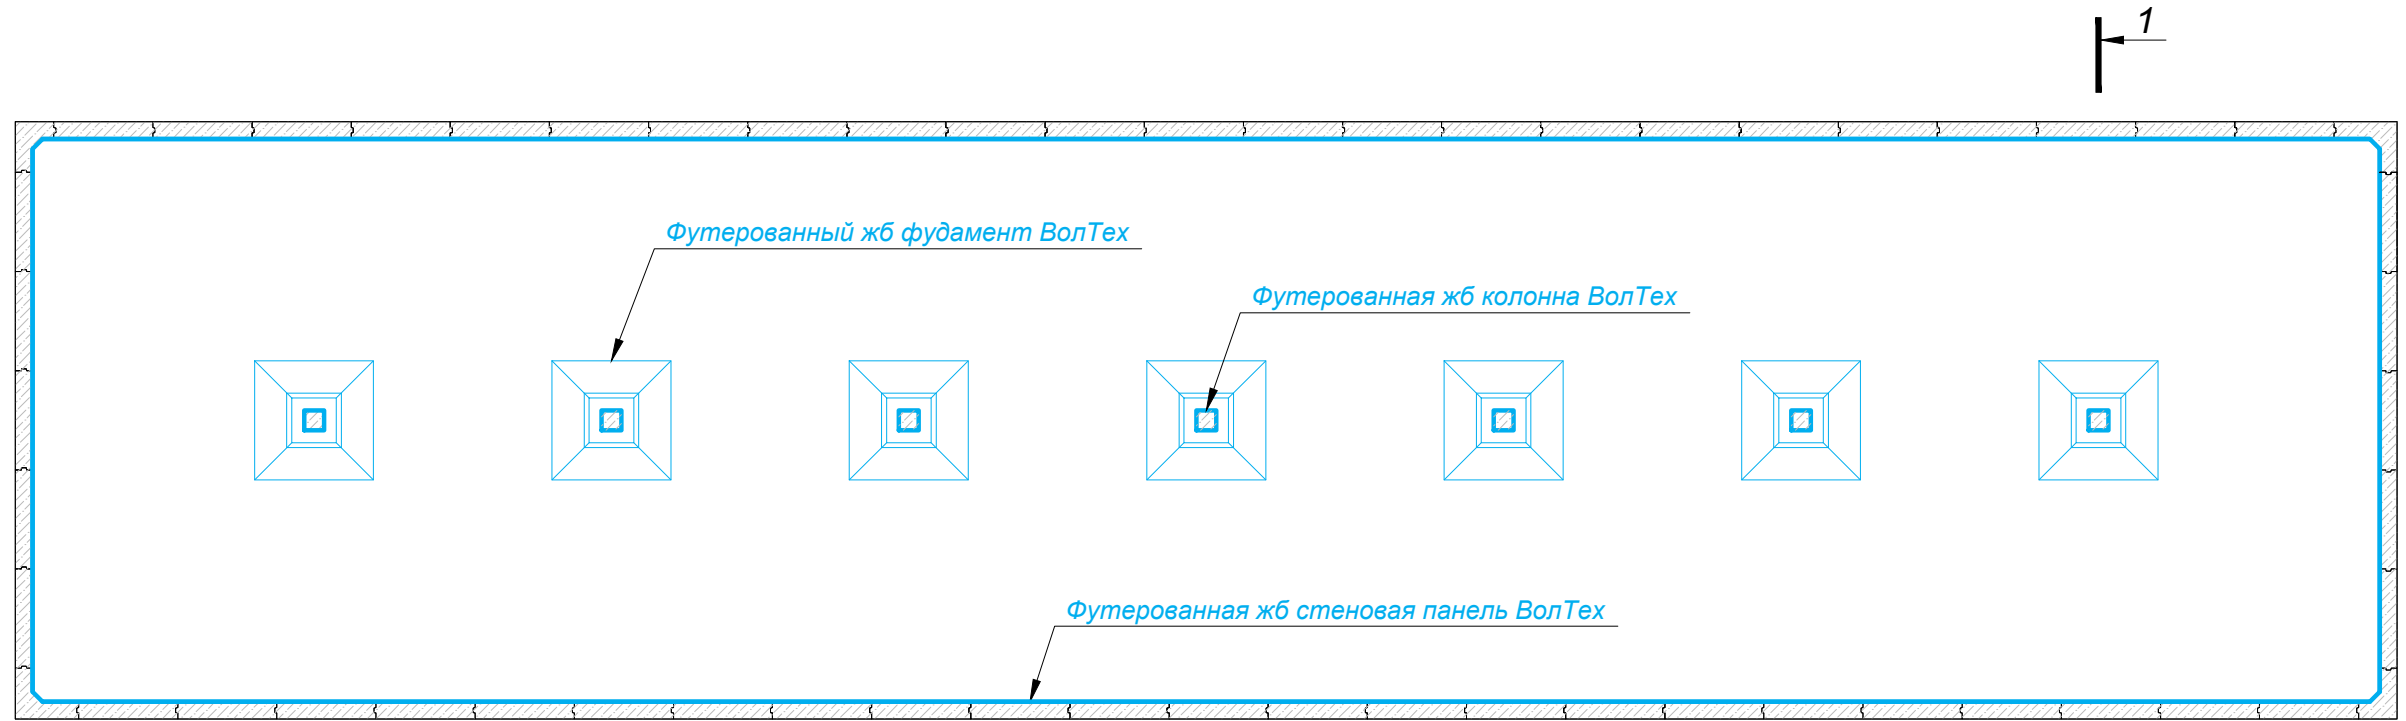 1
Футерованный жб фудамент ВолТех
Футерованная жб колонна ВолТех
Футерованная жб стеновая панель ВолТех